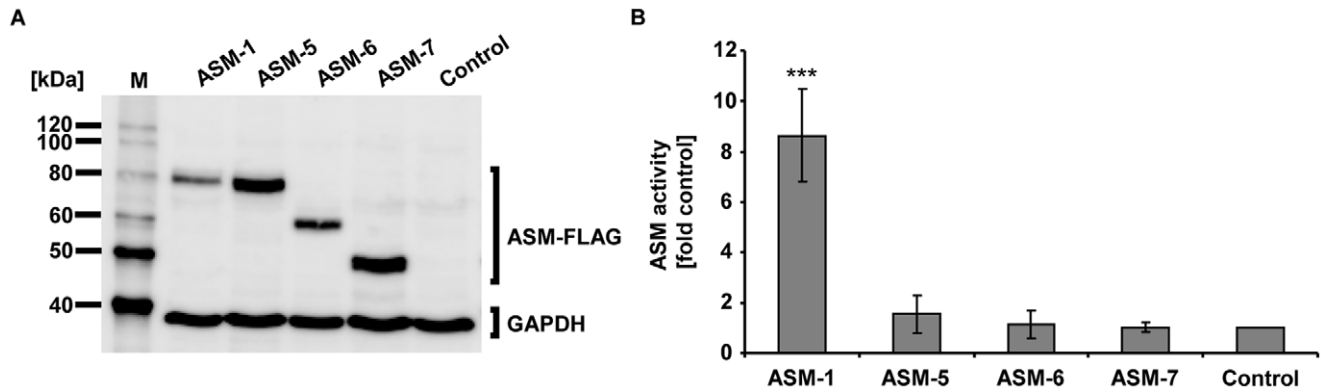 A
[kDa]
M
ASM-1
ASM-5
ASM-6
ASM-7
Control
120
100
80
60
50
40
ASM-FLAG
GAPDH
B
ASM activity
[fold control]
12
10
8
6
4
2
0
***
ASM-1
ASM-5
ASM-6
ASM-7
Control